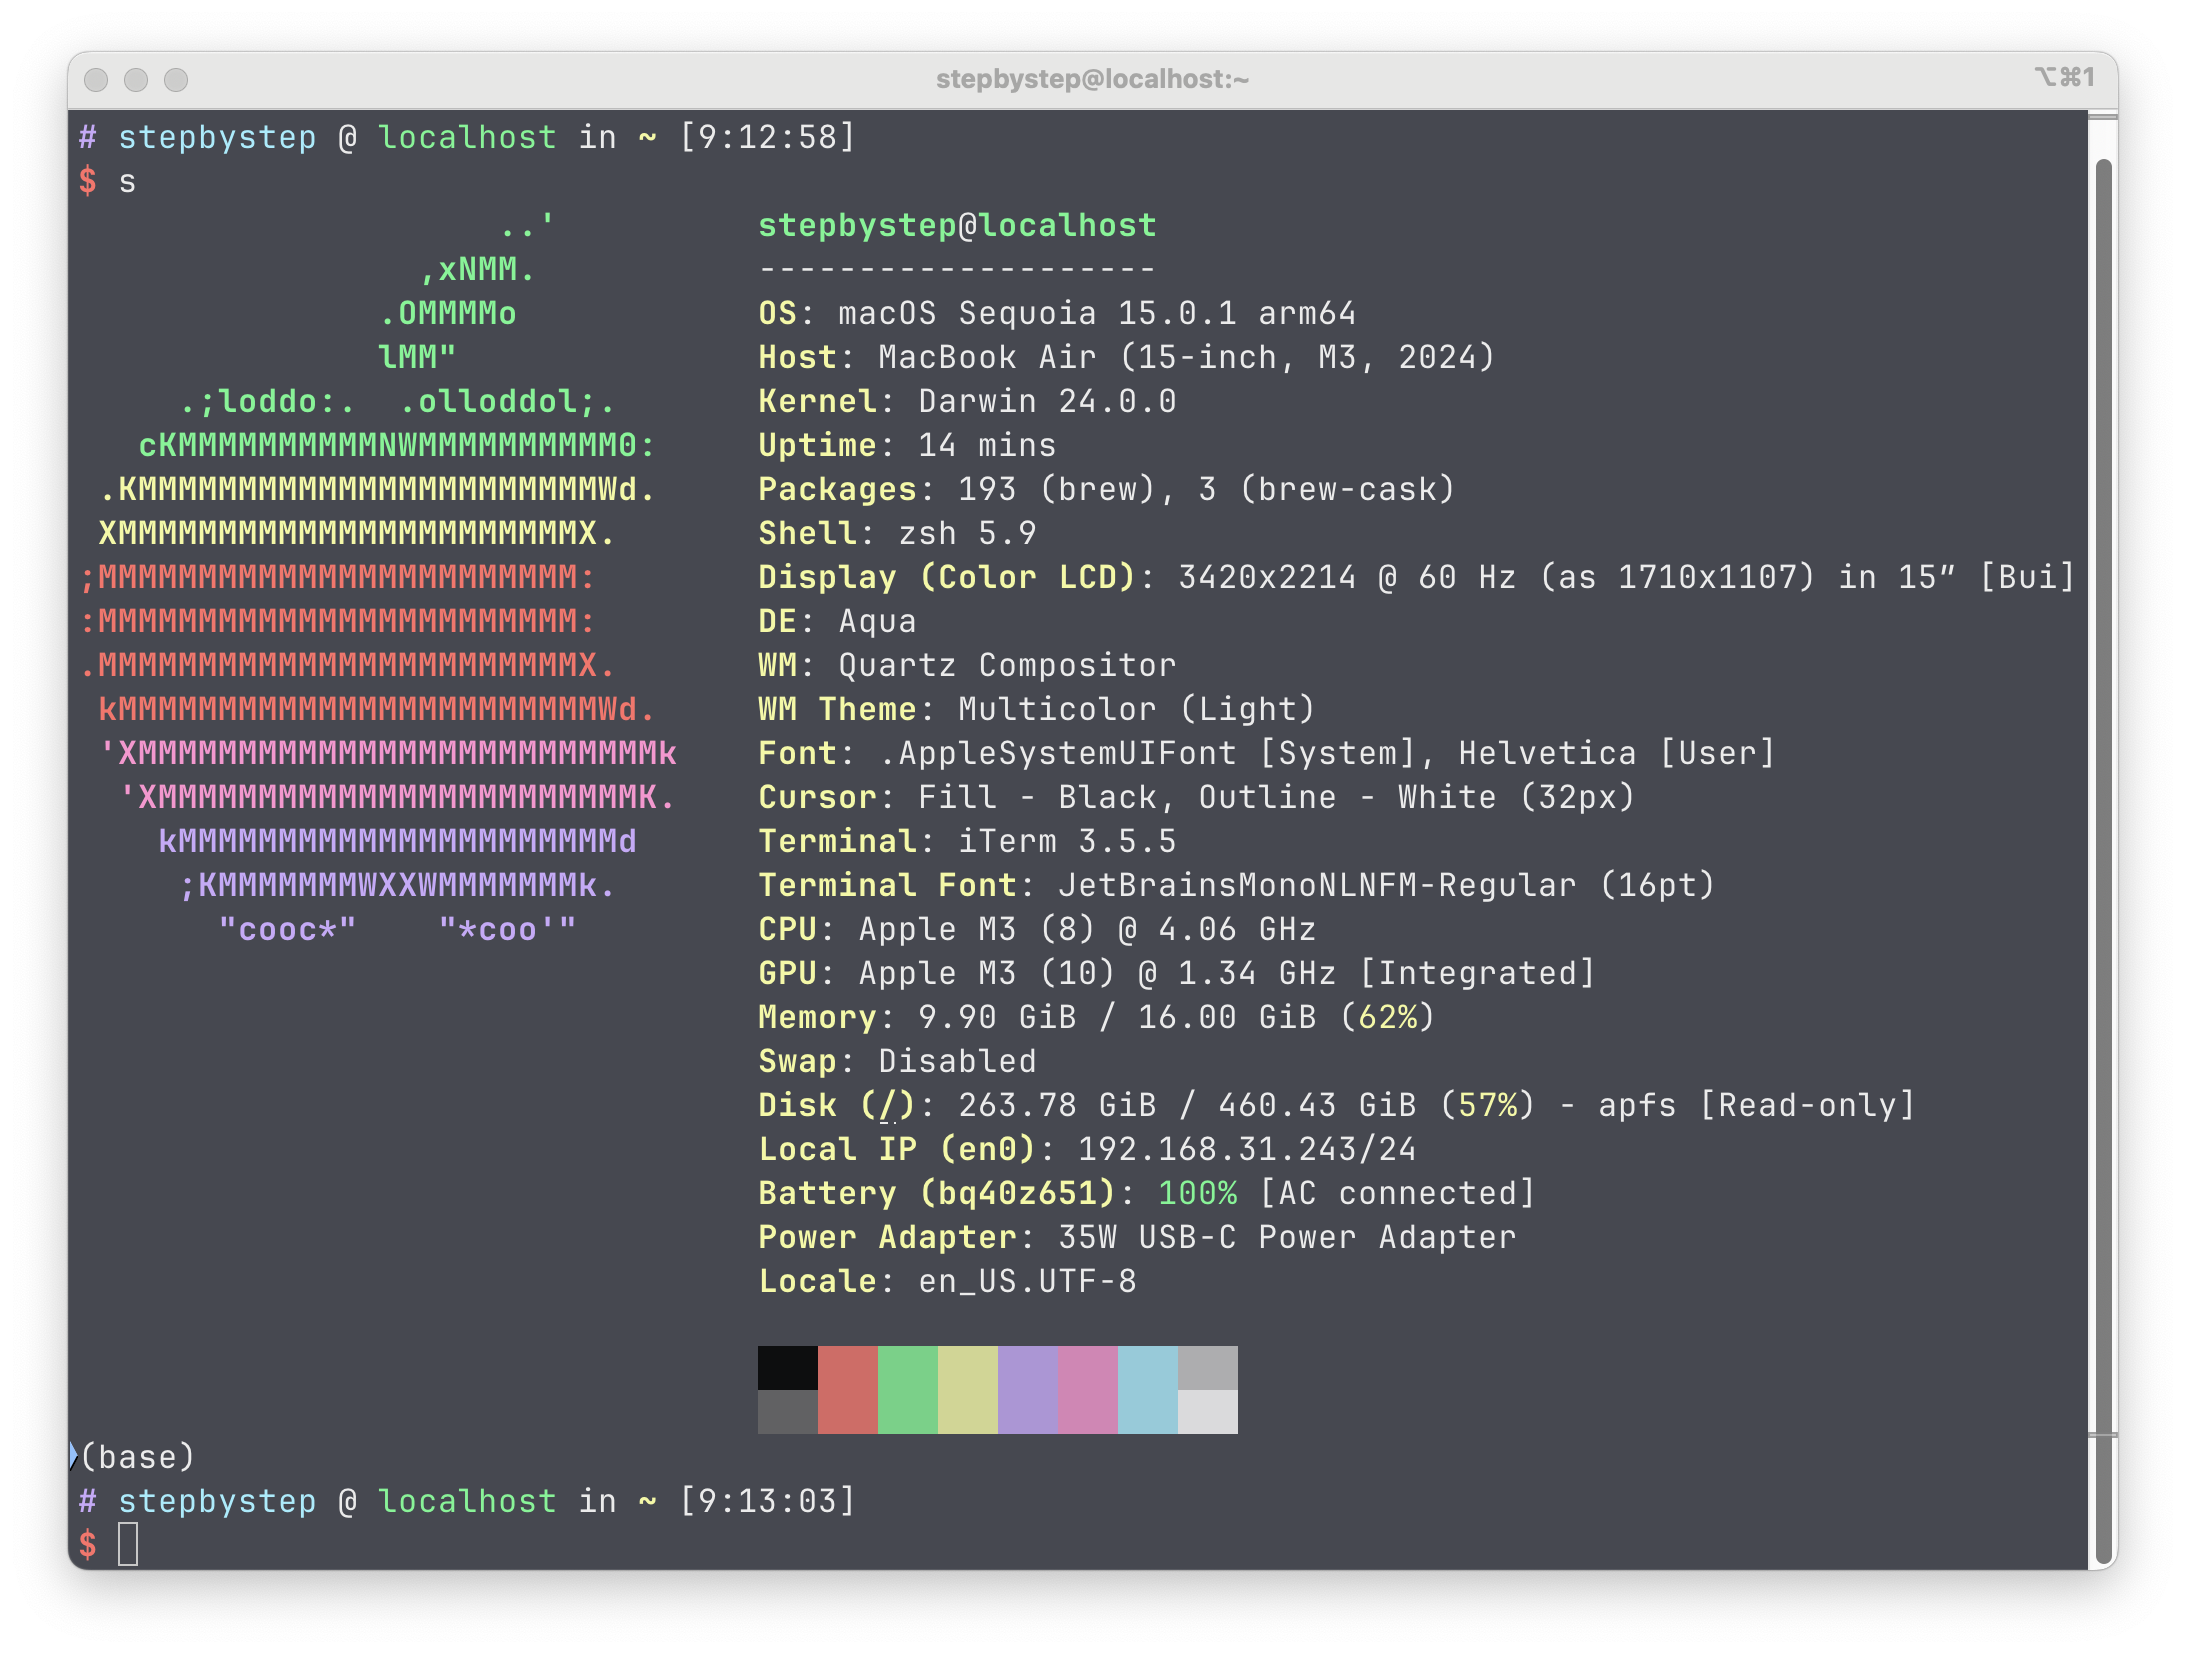 stepbystep@localhost:~ ⌥⌘1
# stepbystep @ localhost in ~ [9:12:58]
$ s
..'
,xNMM.
.OMMMMo
lMM"
.;loddo:.  .olloddol;.
cKMMMMMMMMMMNWMMMMMMMMMM0:
.KMMMMMMMMMMMMMMMMMMMMMMMWd.
XMMMMMMMMMMMMMMMMMMMMMMMX.
;MMMMMMMMMMMMMMMMMMMMMMMM:
:MMMMMMMMMMMMMMMMMMMMMMMM:
.MMMMMMMMMMMMMMMMMMMMMMMMX.
kMMMMMMMMMMMMMMMMMMMMMMMMWd.
'XMMMMMMMMMMMMMMMMMMMMMMMMMMk
'XMMMMMMMMMMMMMMMMMMMMMMMMK.
kMMMMMMMMMMMMMMMMMMMMMMd
;KMMMMMMMWXXWMMMMMMMk.
"cooc*"    "*coo'"
stepbystep@localhost
--------------------
OS: macOS Sequoia 15.0.1 arm64
Host: MacBook Air (15-inch, M3, 2024)
Kernel: Darwin 24.0.0
Uptime: 14 mins
Packages: 193 (brew), 3 (brew-cask)
Shell: zsh 5.9
Display (Color LCD): 3420x2214 @ 60 Hz (as 1710x1107) in 15″ [Bui]
DE: Aqua
WM: Quartz Compositor
WM Theme: Multicolor (Light)
Font: .AppleSystemUIFont [System], Helvetica [User]
Cursor: Fill - Black, Outline - White (32px)
Terminal: iTerm 3.5.5
Terminal Font: JetBrainsMonoNLNFM-Regular (16pt)
CPU: Apple M3 (8) @ 4.06 GHz
GPU: Apple M3 (10) @ 1.34 GHz [Integrated]
Memory: 9.90 GiB / 16.00 GiB (62%)
Swap: Disabled
Disk (/): 263.78 GiB / 460.43 GiB (57%) - apfs [Read-only]
Local IP (en0): 192.168.31.243/24
Battery (bq40z651): 100% [AC connected]
Power Adapter: 35W USB-C Power Adapter
Locale: en_US.UTF-8
(base)
# stepbystep @ localhost in ~ [9:13:03]
$